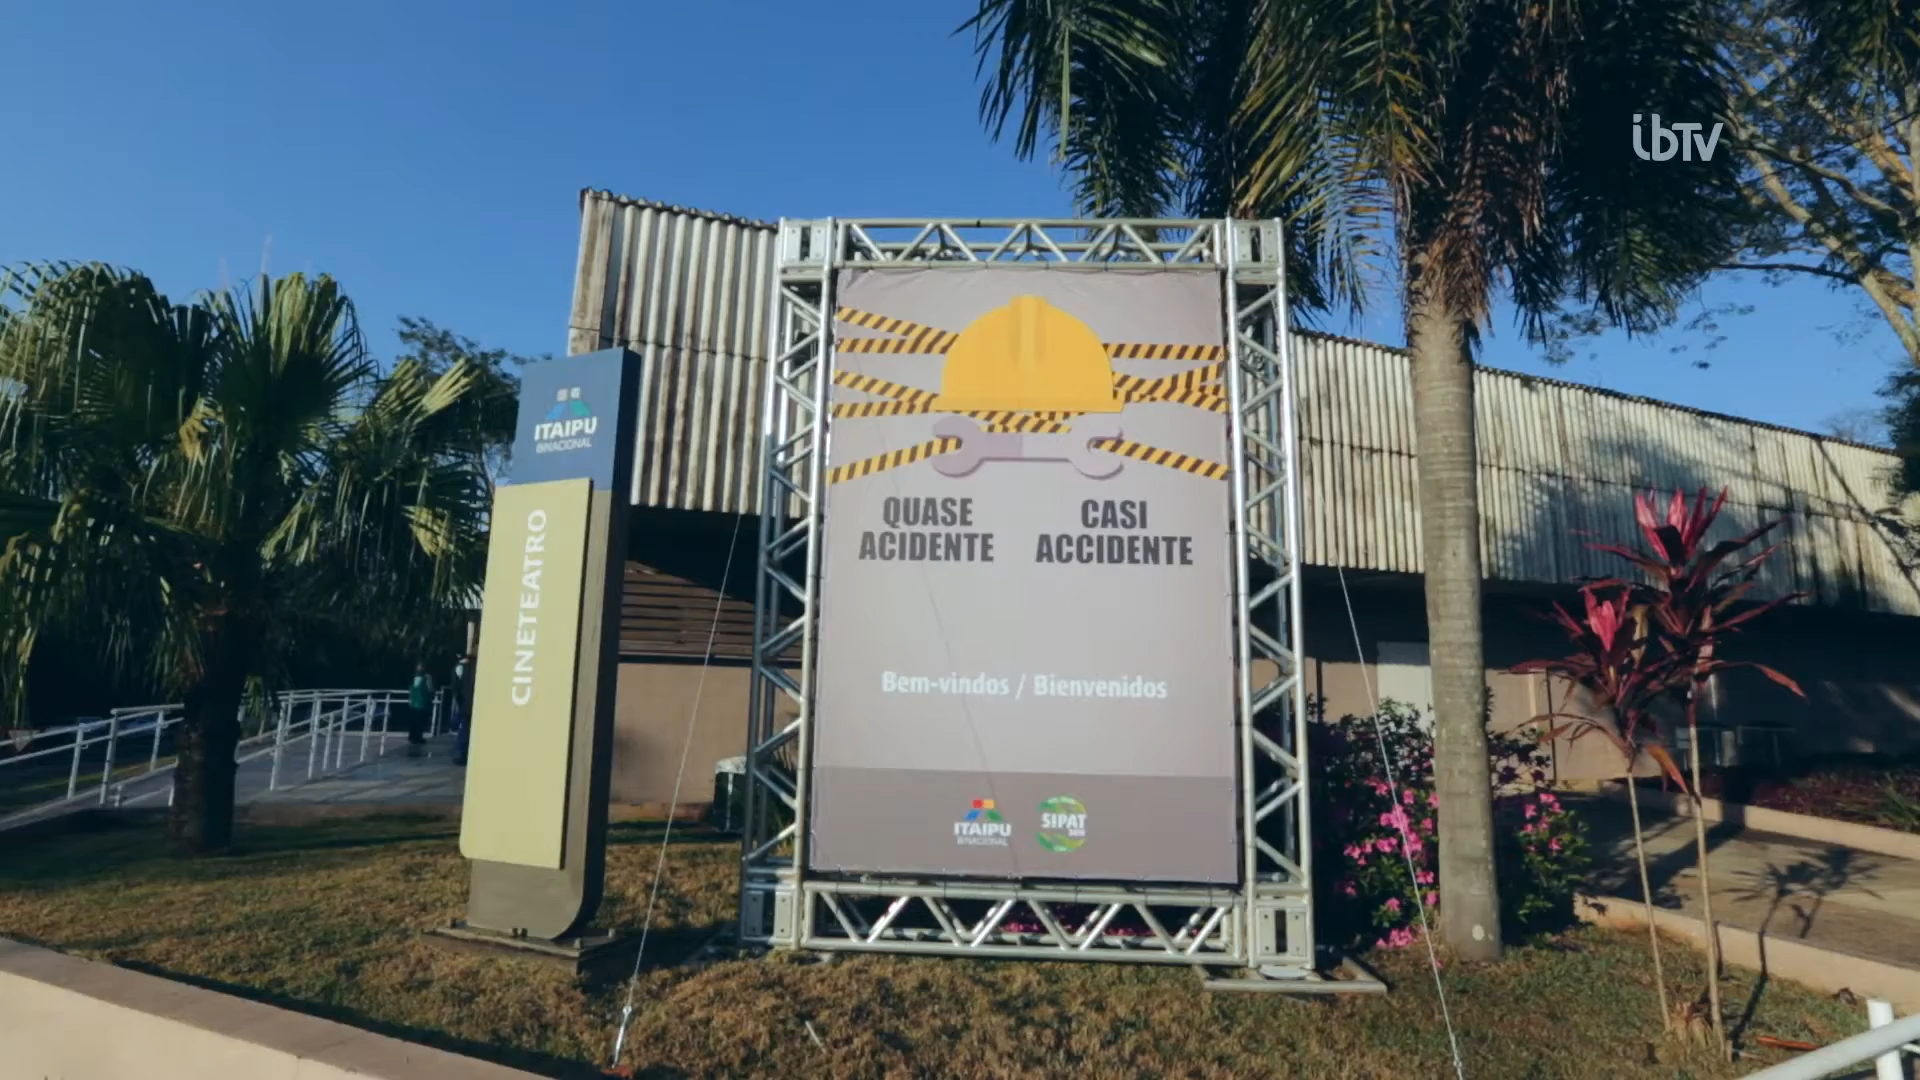 ibtv
ITAIPU
BINACIONAL
CINETEATRO
QUASE
ACIDENTE
CASI
ACCIDENTE
Bem-vindos / Bienvenidos
ITAIPU
BINACIONAL
SIPAT